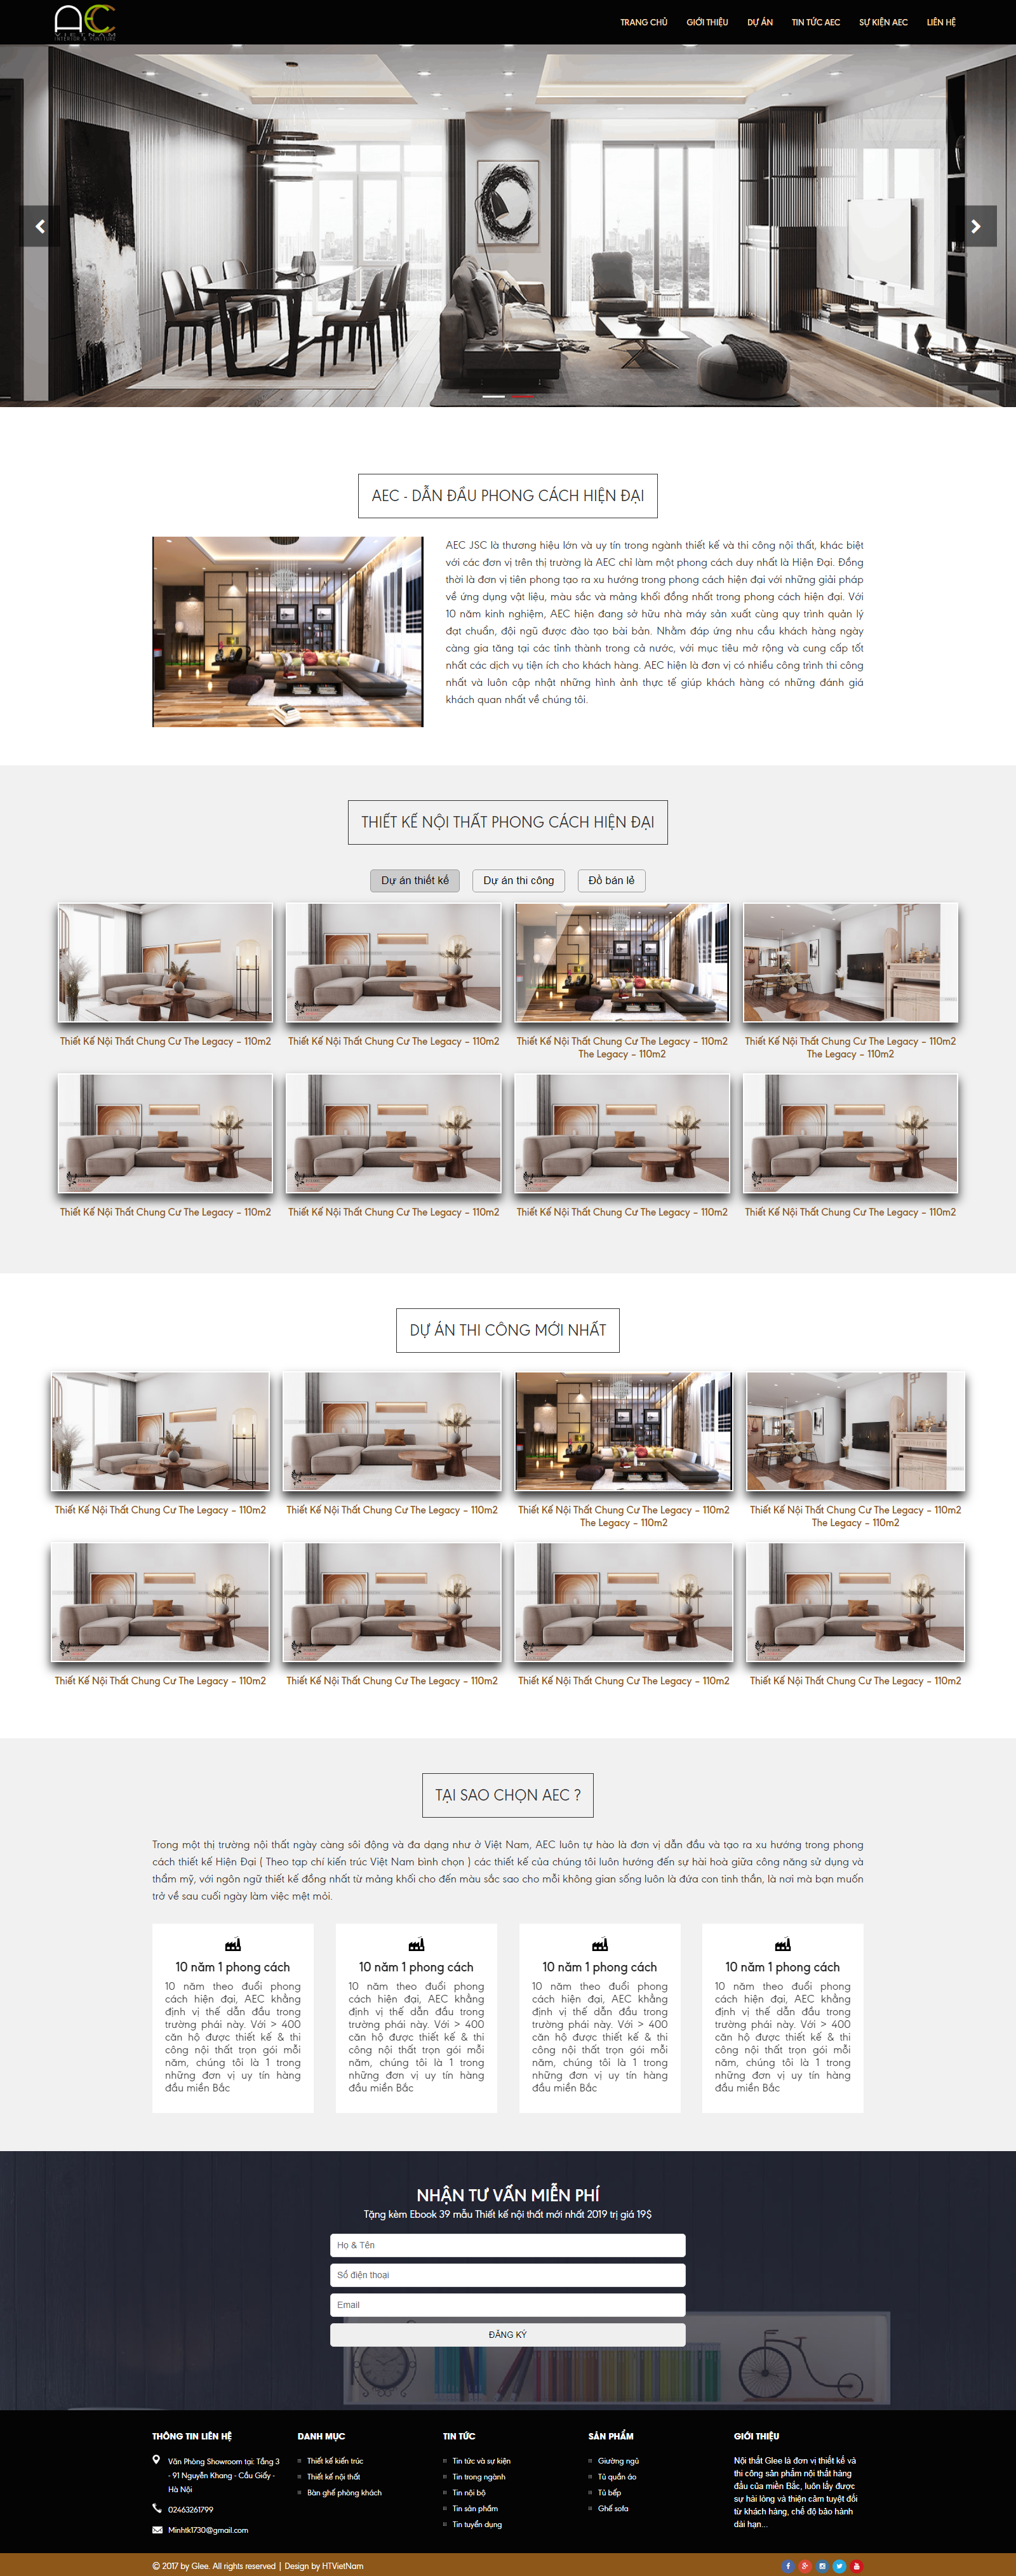 AEC
VIETNAM
INTERIOR & FUNITURE
TRANG CHỦ
GIỚI THIỆU
DỰ ÁN
TIN TỨC AEC
SỰ KIỆN AEC
LIÊN HỆ
AEC - DẪN ĐẦU PHONG CÁCH HIỆN ĐẠI
AEC JSC là thương hiệu lớn và uy tín trong ngành thiết kế và thi công nội thất, khác biệt
với các đơn vị trên thị trường là AEC chỉ làm một phong cách duy nhất là Hiện Đại. Đồng
thời là đơn vị tiên phong tạo ra xu hướng trong phong cách hiện đại với những giải pháp
về ứng dụng vật liệu, màu sắc và mảng khối đồng nhất trong phong cách hiện đại. Với
10 năm kinh nghiệm, AEC hiện đang sở hữu nhà máy sản xuất cùng quy trình quản lý
đạt chuẩn, đội ngũ được đào tạo bài bản. Nhằm đáp ứng nhu cầu khách hàng ngày
càng gia tăng tại các tỉnh thành trong cả nước, với mục tiêu mở rộng và cung cấp tốt
nhất các dịch vụ tiện ích cho khách hàng. AEC hiện là đơn vị có nhiều công trình thi công
nhất và luôn cập nhật những hình ảnh thực tế giúp khách hàng có những đánh giá
khách quan nhất về chúng tôi.
THIẾT KẾ NỘI THẤT PHONG CÁCH HIỆN ĐẠI
Dự án thiết kế
Dự án thi công
Đồ bán lẻ
Thiết Kế Nội Thất Chung Cư The Legacy – 110m2
Thiết Kế Nội Thất Chung Cư The Legacy – 110m2
Thiết Kế Nội Thất Chung Cư The Legacy – 110m2
The Legacy – 110m2
Thiết Kế Nội Thất Chung Cư The Legacy – 110m2
The Legacy – 110m2
Thiết Kế Nội Thất Chung Cư The Legacy – 110m2
Thiết Kế Nội Thất Chung Cư The Legacy – 110m2
Thiết Kế Nội Thất Chung Cư The Legacy – 110m2
Thiết Kế Nội Thất Chung Cư The Legacy – 110m2
DỰ ÁN THI CÔNG MỚI NHẤT
Thiết Kế Nội Thất Chung Cư The Legacy – 110m2
Thiết Kế Nội Thất Chung Cư The Legacy – 110m2
Thiết Kế Nội Thất Chung Cư The Legacy – 110m2
The Legacy – 110m2
Thiết Kế Nội Thất Chung Cư The Legacy – 110m2
The Legacy – 110m2
Thiết Kế Nội Thất Chung Cư The Legacy – 110m2
Thiết Kế Nội Thất Chung Cư The Legacy – 110m2
Thiết Kế Nội Thất Chung Cư The Legacy – 110m2
Thiết Kế Nội Thất Chung Cư The Legacy – 110m2
TẠI SAO CHỌN AEC ?
Trong một thị trường nội thất ngày càng sôi động và đa dạng như ở Việt Nam, AEC luôn tự hào là đơn vị dẫn đầu và tạo ra xu hướng trong phong
cách thiết kế Hiện Đại ( Theo tạp chí kiến trúc Việt Nam bình chọn ) các thiết kế của chúng tôi luôn hướng đến sự hài hoà giữa công năng sử dụng và
thẩm mỹ, với ngôn ngữ thiết kế đồng nhất từ mảng khối cho đến màu sắc sao cho mỗi không gian sống luôn là đứa con tinh thần, là nơi mà bạn muốn
trở về sau cuối ngày làm việc mệt mỏi.
10 năm 1 phong cách
10 năm theo đuổi phong
cách hiện đại, AEC khẳng
định vị thế dẫn đầu trong
trường phái này. Với > 400
căn hộ được thiết kế & thi
công nội thất trọn gói mỗi
năm, chúng tôi là 1 trong
những đơn vị uy tín hàng
đầu miền Bắc
10 năm 1 phong cách
10 năm theo đuổi phong
cách hiện đại, AEC khẳng
định vị thế dẫn đầu trong
trường phái này. Với > 400
căn hộ được thiết kế & thi
công nội thất trọn gói mỗi
năm, chúng tôi là 1 trong
những đơn vị uy tín hàng
đầu miền Bắc
10 năm 1 phong cách
10 năm theo đuổi phong
cách hiện đại, AEC khẳng
định vị thế dẫn đầu trong
trường phái này. Với > 400
căn hộ được thiết kế & thi
công nội thất trọn gói mỗi
năm, chúng tôi là 1 trong
những đơn vị uy tín hàng
đầu miền Bắc
10 năm 1 phong cách
10 năm theo đuổi phong
cách hiện đại, AEC khẳng
định vị thế dẫn đầu trong
trường phái này. Với > 400
căn hộ được thiết kế & thi
công nội thất trọn gói mỗi
năm, chúng tôi là 1 trong
những đơn vị uy tín hàng
đầu miền Bắc
NHẬN TƯ VẤN MIỄN PHÍ
Tặng kèm Ebook 39 mẫu Thiết kế nội thất mới nhất 2019 trị giá 19$
Họ & Tên
Số điện thoại
Email
ĐĂNG KÝ
THÔNG TIN LIÊN HỆ
Văn Phòng Showroom tại: Tầng 3
- 91 Nguyễn Khang - Cầu Giấy -
Hà Nội
02463261799
Minhtk1730@gmail.com
DANH MỤC
Thiết kế kiến trúc
Thiết kế nội thất
Bàn ghế phòng khách
TIN TỨC
Tin tức và sự kiện
Tin trong ngành
Tin nội bộ
Tin sản phẩm
Tin tuyển dụng
SẢN PHẨM
Giường ngủ
Tủ quần áo
Tủ bếp
Ghế sofa
GIỚI THIỆU
Nội thất Glee là đơn vị thiết kế và
thi công sản phẩm nội thất hàng
đầu của miền Bắc, luôn lấy được
sự hài lòng và thiện cảm tuyệt đối
từ khách hàng, chế độ bảo hành
dài hạn...
© 2017 by Glee. All rights reserved | Design by HTVietNam